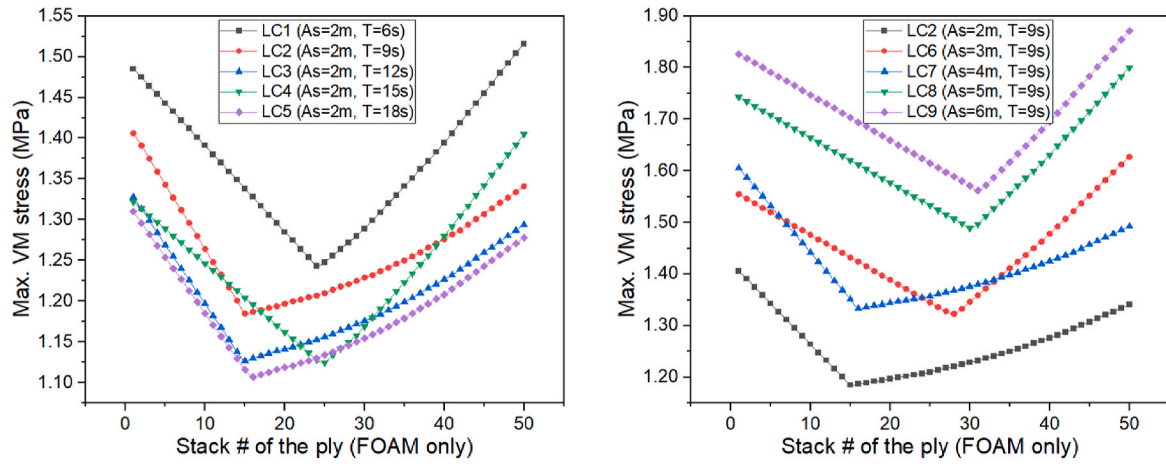 1.55
1.50
1.45
1.40
1.35
1.30
1.25
1.20
1.15
1.10
Max. VM stress (MPa)
LC1 (As=2m, T=6s)
LC2 (As=2m, T=9s)
LC3 (As=2m, T=12s)
LC4 (As=2m, T=15s)
LC5 (As=2m, T=18s)
0 10 20 30 40 50
Stack # of the ply (FOAM only)
1.90
1.80
1.70
1.60
1.50
1.40
1.30
1.20
Max. VM stress (MPa)
LC2 (As=2m, T=9s)
LC6 (As=3m, T=9s)
LC7 (As=4m, T=9s)
LC8 (As=5m, T=9s)
LC9 (As=6m, T=9s)
0 10 20 30 40 50
Stack # of the ply (FOAM only)